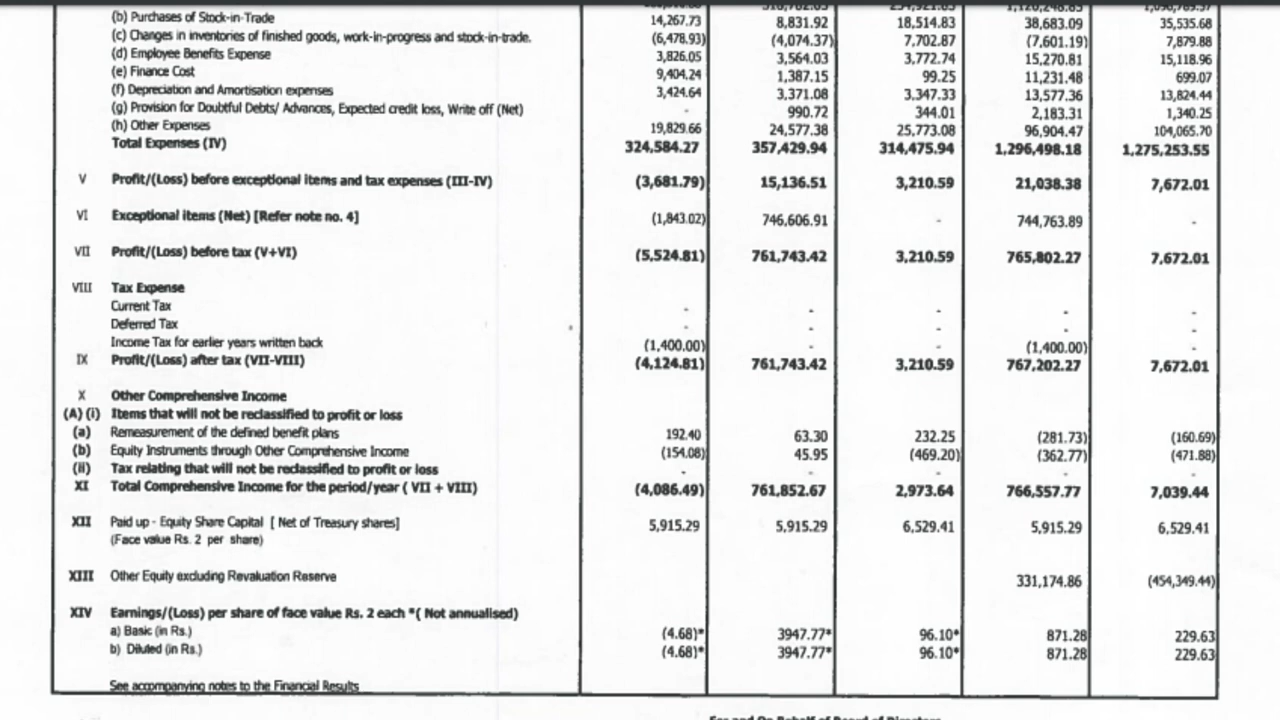 (b) Purchases of Stock-in-Trade 14,267.73 8,831.92 18,514.83 38,683.09 35,535.68
(c) Changes in inventories of finished goods, work-in-progress and stock-in-trade. (6,478.93) (4,074.37) 7,702.87 (7,601.19) 7,879.88
(d) Employee Benefits Expense 3,826.05 3,564.03 3,772.74 15,270.81 15,118.96
(e) Finance Cost 9,404.24 1,387.15 99.25 11,231.48 699.07
(f) Depreciation and Amortisation expenses 3,424.64 3,371.08 3,347.33 13,577.36 13,824.44
(g) Provision for Doubtful Debts/ Advances, Expected credit loss, Write off (Net) - 990.72 344.01 2,183.31 1,340.25
(h) Other Expenses 19,829.66 24,577.38 25,773.08 96,904.47 104,065.70
Total Expenses (IV) 324,584.27 357,429.94 314,475.94 1,296,498.18 1,275,253.55
V Profit/(Loss) before exceptional items and tax expenses (III-IV) (3,681.79) 15,136.51 3,210.59 21,038.38 7,672.01
VI Exceptional items (Net) [Refer note no. 4] (1,843.02) 746,606.91 - 744,763.89 -
VII Profit/(Loss) before tax (V+VI) (5,524.81) 761,743.42 3,210.59 765,802.27 7,672.01
VIII Tax Expense
Current Tax - - - - -
Deferred Tax - - - - -
Income Tax for earlier years written back (1,400.00) - - (1,400.00) -
IX Profit/(Loss) after tax (VII-VIII) (4,124.81) 761,743.42 3,210.59 767,202.27 7,672.01
X Other Comprehensive Income
(A) (i) Items that will not be reclassified to profit or loss
(a) Remeasurement of the defined benefit plans 192.40 63.30 232.25 (281.73) (160.69)
(b) Equity Instruments through Other Comprehensive Income (154.08) 45.95 (469.20) (362.77) (471.88)
(ii) Tax relating that will not be reclassified to profit or loss - - - - -
XI Total Comprehensive Income for the period/year ( VII + VIII) (4,086.49) 761,852.67 2,973.64 766,557.77 7,039.44
XII Paid up - Equity Share Capital [ Net of Treasury shares] 5,915.29 5,915.29 6,529.41 5,915.29 6,529.41
(Face value Rs. 2 per share)
XIII Other Equity excluding Revaluation Reserve 331,174.86 (454,349.44)
XIV Earnings/(Loss) per share of face value Rs. 2 each *( Not annualised)
a) Basic (in Rs.) (4.68)* 3947.77* 96.10* 871.28 229.63
b) Diluted (in Rs.) (4.68)* 3947.77* 96.10* 871.28 229.63
See accompanying notes to the Financial Results
For and On Behalf of Board of Directors